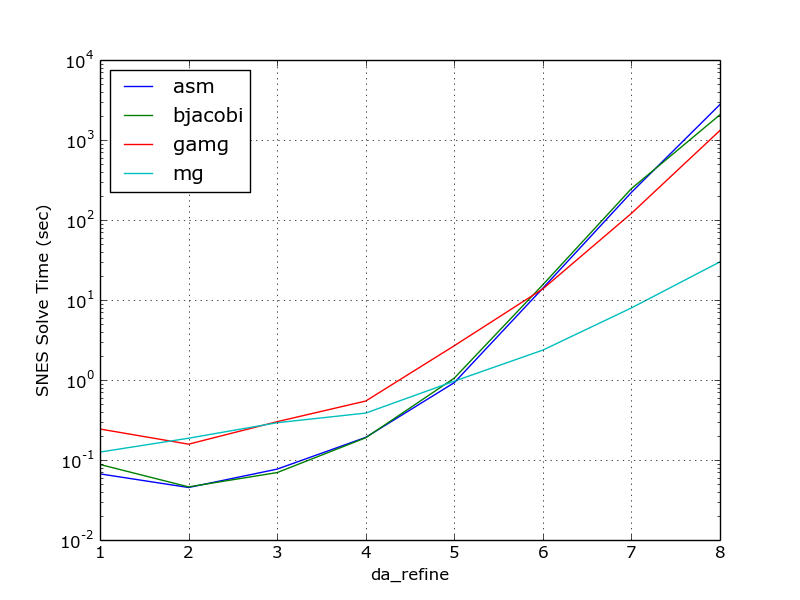 10^4
10^3
10^2
10^1
10^0
10^-1
10^-2
SNES Solve Time (sec)
asm
bjacobi
gamg
mg
1 2 3 4 5 6 7 8
da_refine